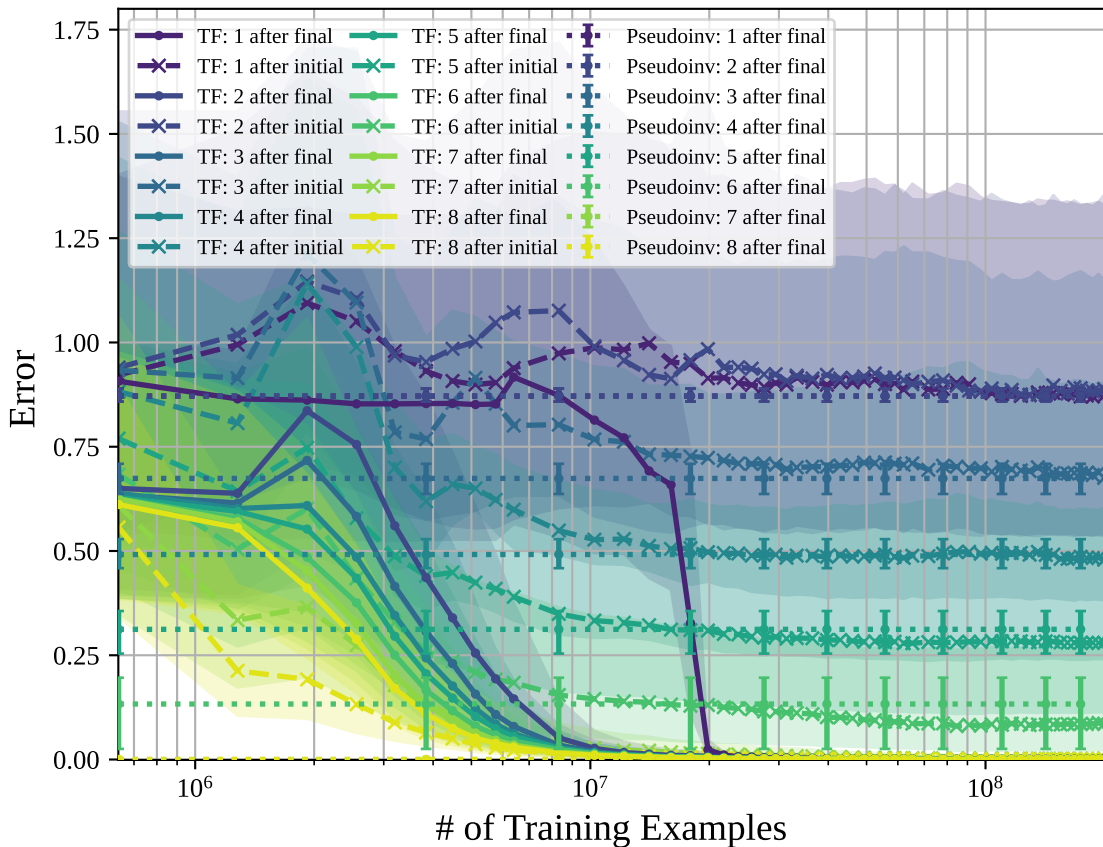 1.75
1.50
1.25
1.00
0.75
0.50
0.25
0.00
Error
TF: 1 after final
TF: 1 after initial
TF: 2 after final
TF: 2 after initial
TF: 3 after final
TF: 3 after initial
TF: 4 after final
TF: 4 after initial
TF: 5 after final
TF: 5 after initial
TF: 6 after final
TF: 6 after initial
TF: 7 after final
TF: 7 after initial
TF: 8 after final
TF: 8 after initial
Pseudoinv: 1 after final
Pseudoinv: 2 after final
Pseudoinv: 3 after final
Pseudoinv: 4 after final
Pseudoinv: 5 after final
Pseudoinv: 6 after final
Pseudoinv: 7 after final
Pseudoinv: 8 after final
10⁶
10⁷
10⁸
# of Training Examples